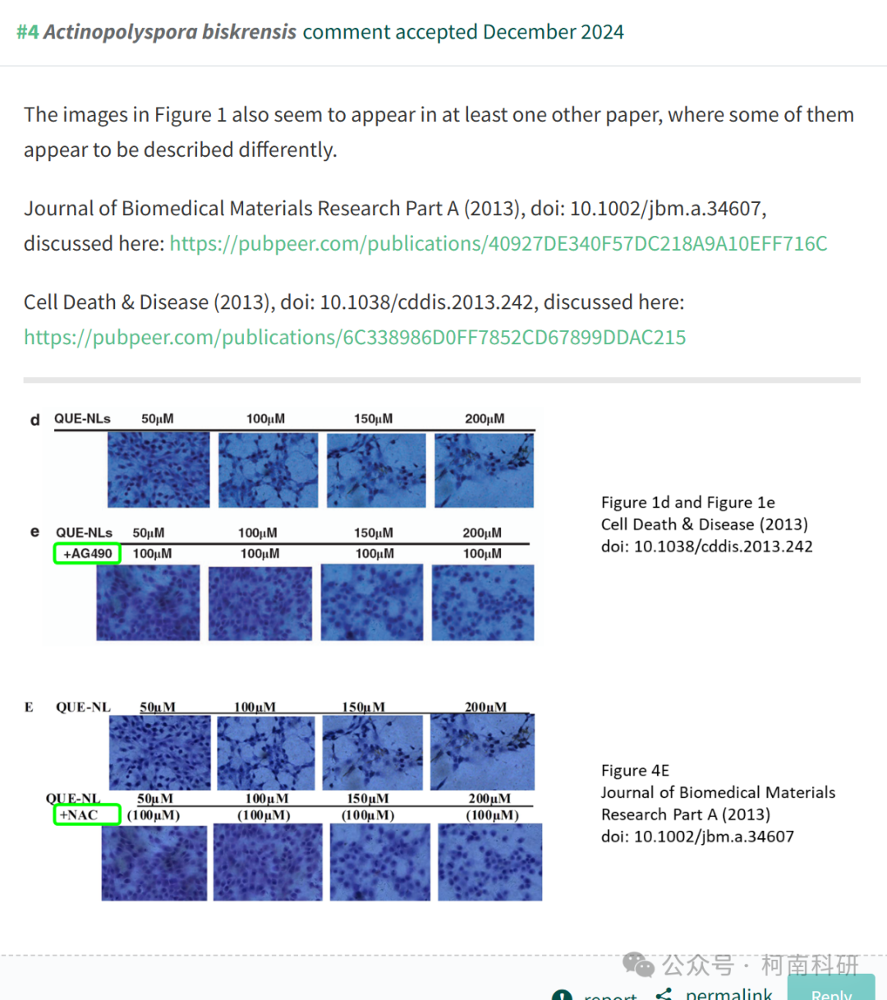 #4 Actinopolyspora biskrensis comment accepted December 2024
The images in Figure 1 also seem to appear in at least one other paper, where some of them
appear to be described differently.
Journal of Biomedical Materials Research Part A (2013), doi: 10.1002/jbm.a.34607,
discussed here: https://pubpeer.com/publications/40927DE340F57DC218A9A10EFF716C
Cell Death & Disease (2013), doi: 10.1038/cddis.2013.242, discussed here:
https://pubpeer.com/publications/6C338986D0FF7852CD67899DDAC215
d QUE-NLs 50µM 100µM 150µM 200µM
e QUE-NLs 50µM 100µM 150µM 200µM
+AG490 100µM 100µM 100µM 100µM
Figure 1d and Figure 1e
Cell Death & Disease (2013)
doi: 10.1038/cddis.2013.242
E QUE-NL 50µM 100µM 150µM 200µM
QUE-NL 50µM 100µM 150µM 200µM
+NAC (100µM) (100µM) (100µM) (100µM)
Figure 4E
Journal of Biomedical Materials
Research Part A (2013)
doi: 10.1002/jbm.a.34607
公众号 · 柯南科研
report permalink Reply